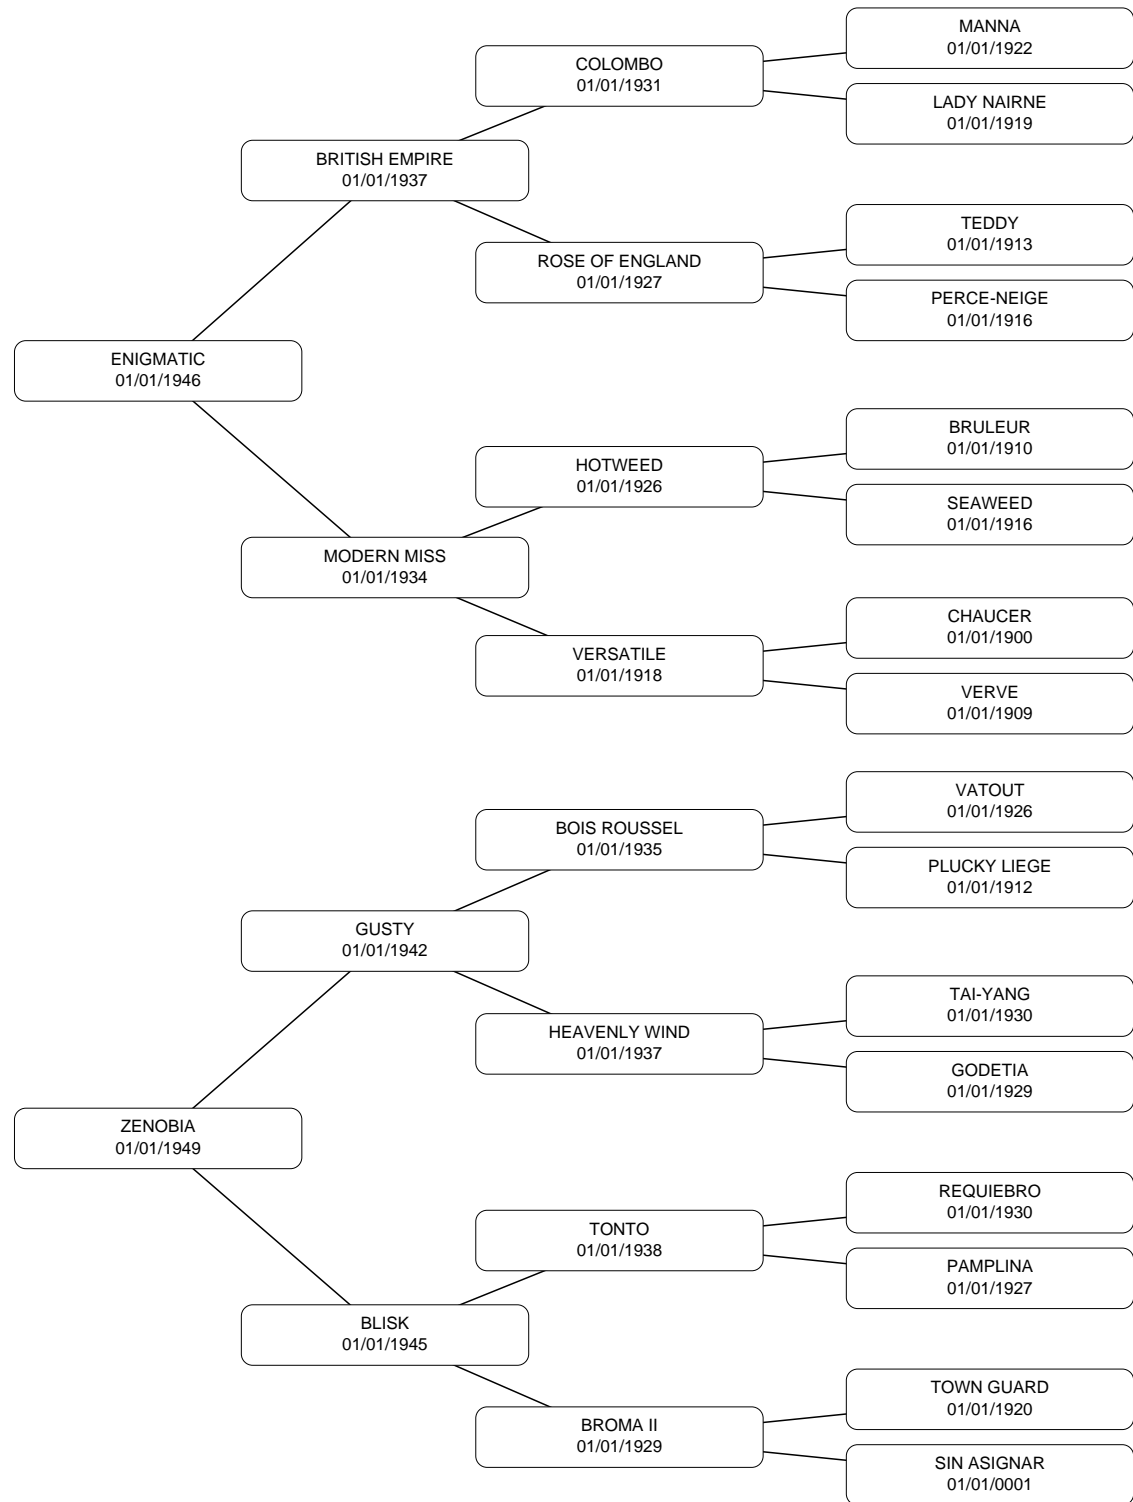 MANNA
01/01/1922
COLOMBO
01/01/1931
LADY NAIRNE
01/01/1919
BRITISH EMPIRE
01/01/1937
TEDDY
01/01/1913
ROSE OF ENGLAND
01/01/1927
PERCE-NEIGE
01/01/1916
ENIGMATIC
01/01/1946
BRULEUR
01/01/1910
HOTWEED
01/01/1926
SEAWEED
01/01/1916
MODERN MISS
01/01/1934
CHAUCER
01/01/1900
VERSATILE
01/01/1918
VERVE
01/01/1909
VATOUT
01/01/1926
BOIS ROUSSEL
01/01/1935
PLUCKY LIEGE
01/01/1912
GUSTY
01/01/1942
TAI-YANG
01/01/1930
HEAVENLY WIND
01/01/1937
GODETIA
01/01/1929
ZENOBIA
01/01/1949
REQUIEBRO
01/01/1930
TONTO
01/01/1938
PAMPLINA
01/01/1927
BLISK
01/01/1945
TOWN GUARD
01/01/1920
BROMA II
01/01/1929
SIN ASIGNAR
01/01/0001